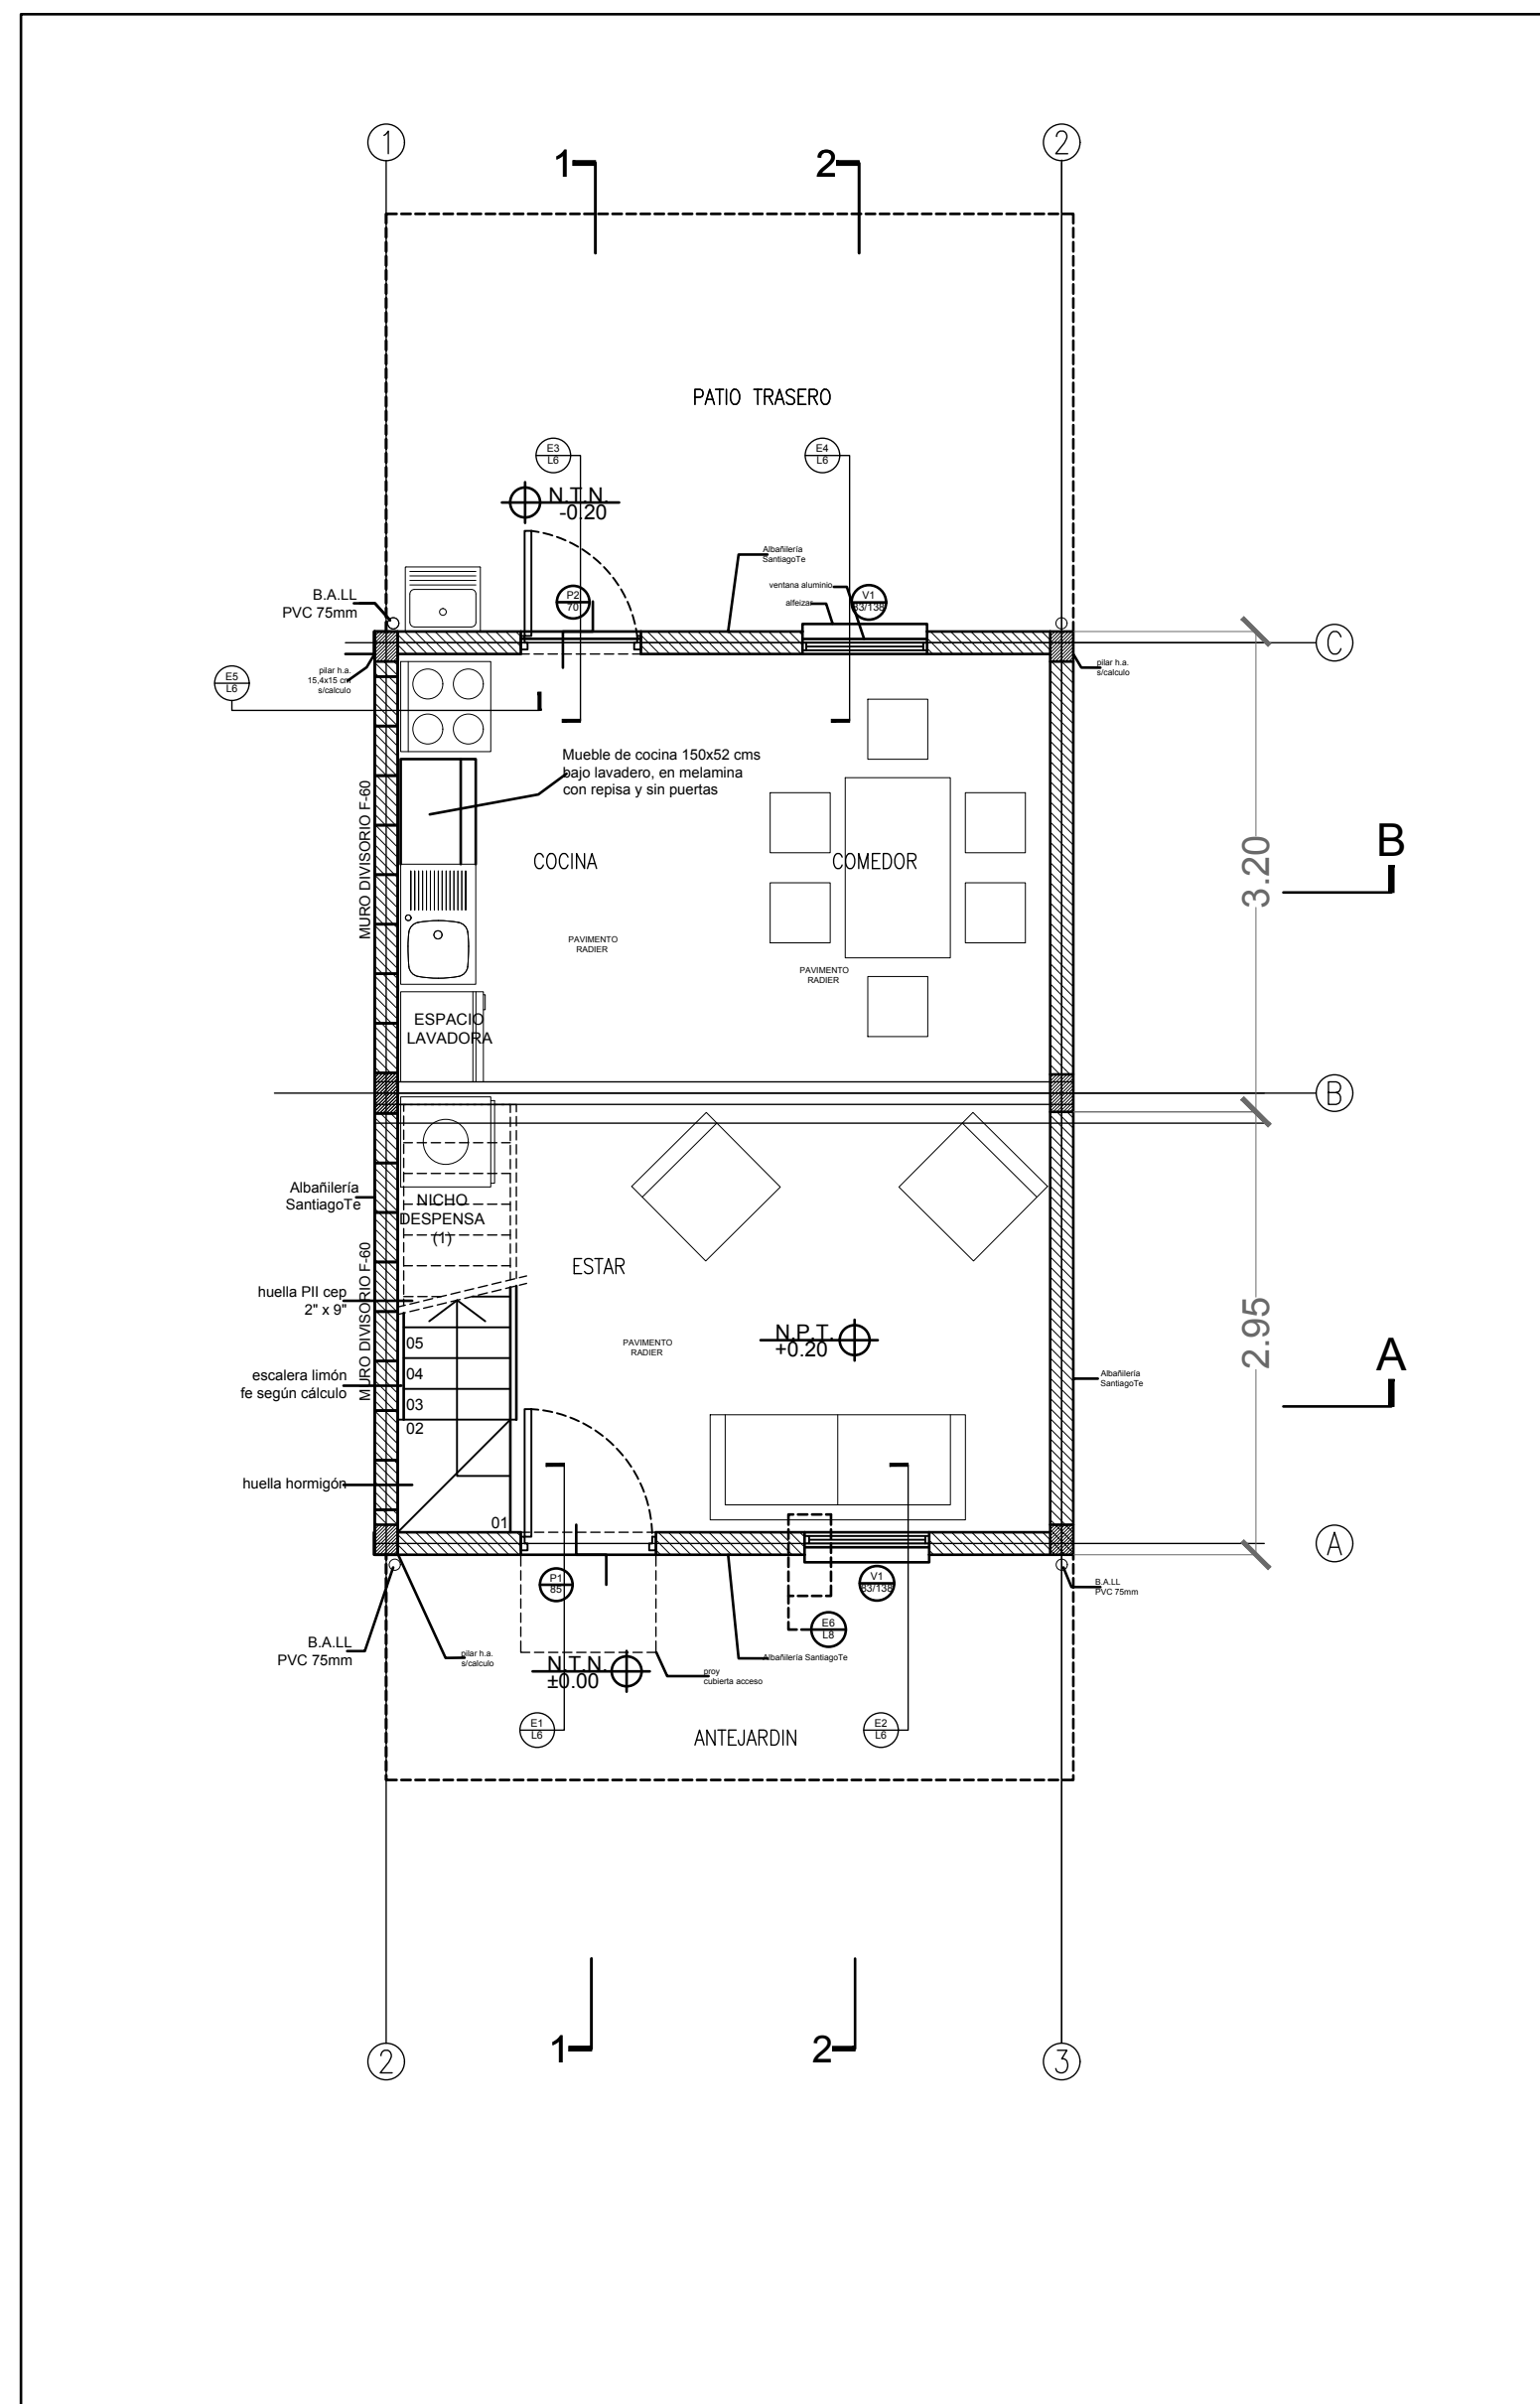 1
1
2
2
PATIO TRASERO
E3
L6
E4
L6
N.T.N.
-0.20
Albañilería
SantiagoTe
ventana aluminio
alfeizar
P2
70
V1
83/138
B.A.LL
PVC 75mm
C
pilar h.a.
15,4x15 cm
s/calculo
pilar h.a.
s/calculo
E5
L6
Mueble de cocina 150x52 cms
bajo lavadero, en melamina
con repisa y sin puertas
MURO DIVISORIO F-60
COCINA
COMEDOR
3.20
B
PAVIMENTO
RADIER
PAVIMENTO
RADIER
ESPACIO
LAVADORA
B
Albañilería
SantiagoTe
NICHO
DESPENSA
(1)
MURO DIVISORIO F-60
ESTAR
huella PII cep
2" x 9"
PAVIMENTO
RADIER
N.P.T.
+0.20
2.95
A
05
04
03
02
01
escalera limón
fe según cálculo
Albañilería
SantiagoTe
huella hormigón
A
P1
85
V1
83/138
B.A.LL
PVC 75mm
E6
L8
B.A.LL
PVC 75mm
pilar h.a.
s/calculo
N.T.N.
±0.00
Albañilería SantiagoTe
proy
cubierta acceso
E1
L6
E2
L6
ANTEJARDIN
2
1
2
3